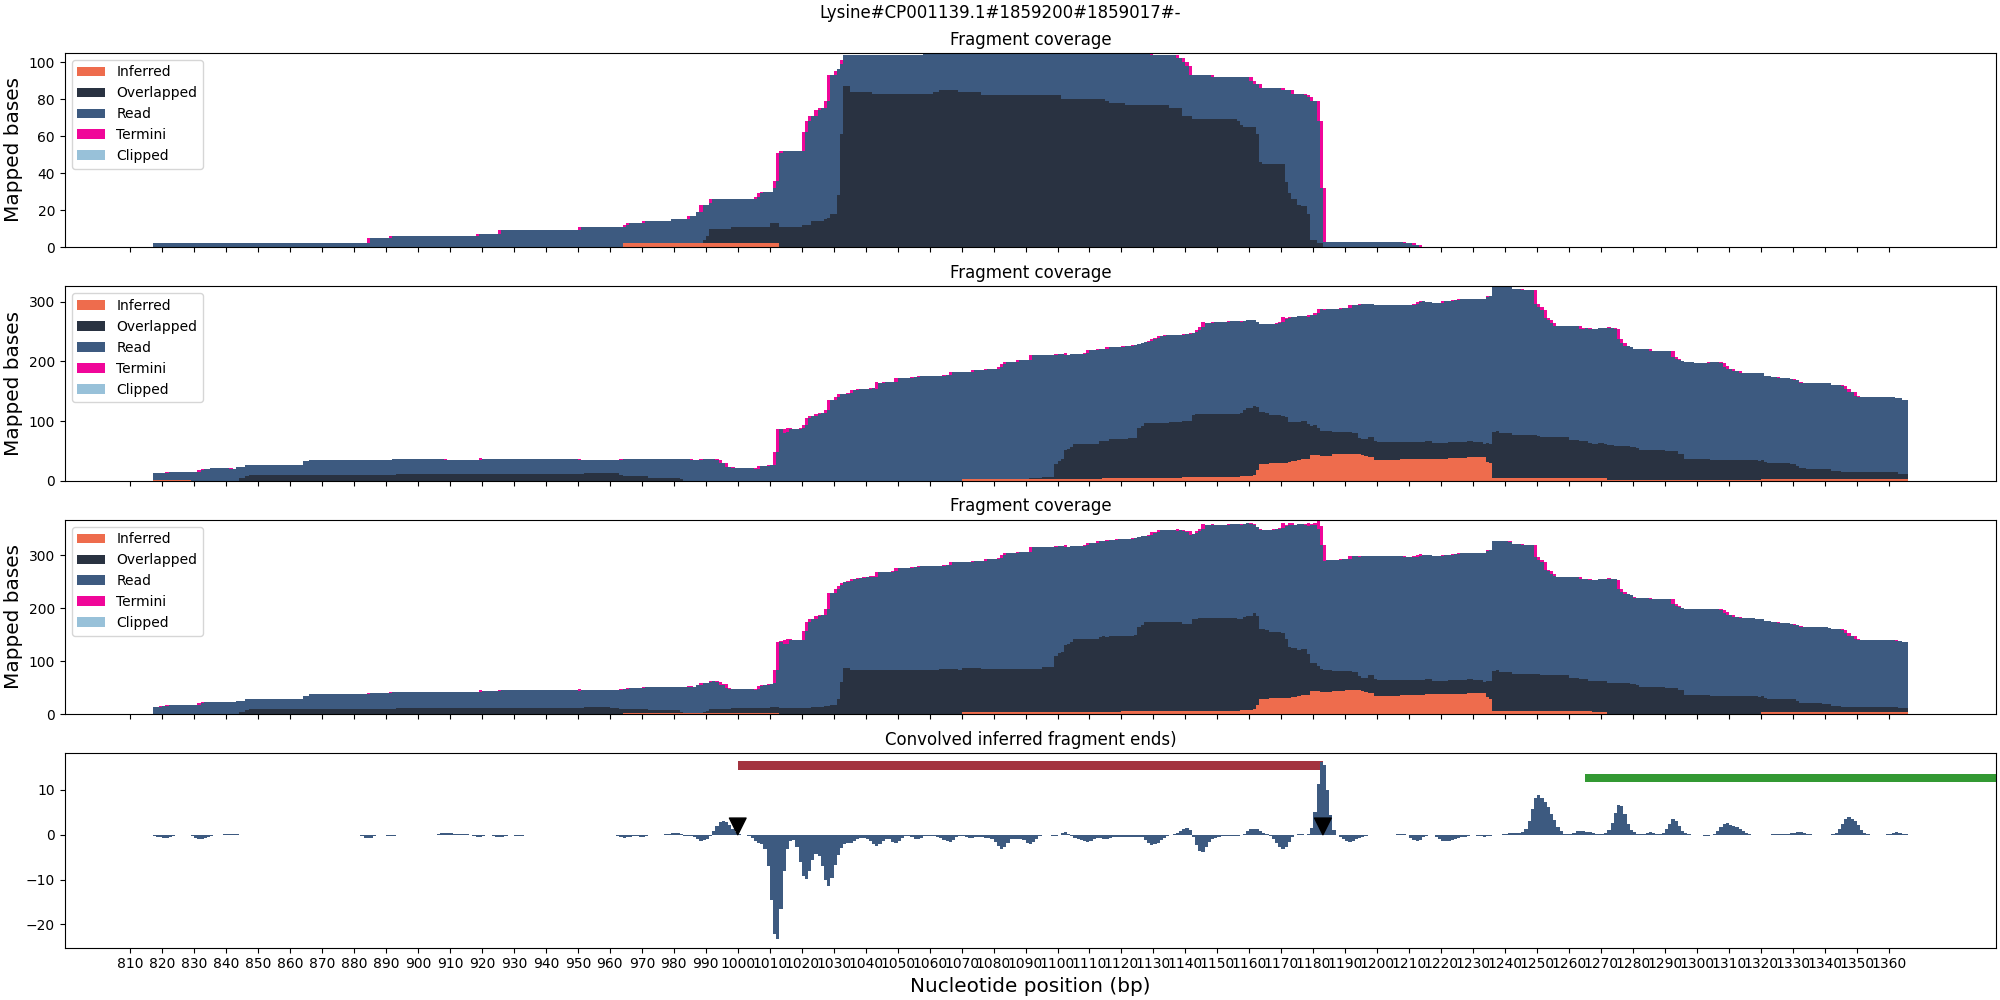 Lysine#CP001139.1#1859200#1859017#-
Fragment coverage
Mapped bases
100
80
60
40
20
0
Inferred
Overlapped
Read
Termini
Clipped
Fragment coverage
Mapped bases
300
200
100
0
Inferred
Overlapped
Read
Termini
Clipped
Fragment coverage
Mapped bases
300
200
100
0
Inferred
Overlapped
Read
Termini
Clipped
Convolved inferred fragment ends)
10
0
−10
−20
810 820 830 840 850 860 870 880 890 900 910 920 930 940 950 960 970 980 990 1000 1010 1020 1030 1040 1050 1060 1070 1080 1090 1100 1110 1120 1130 1140 1150 1160 1170 1180 1190 1200 1210 1220 1230 1240 1250 1260 1270 1280 1290 1300 1310 1320 1330 1340 1350 1360
Nucleotide position (bp)